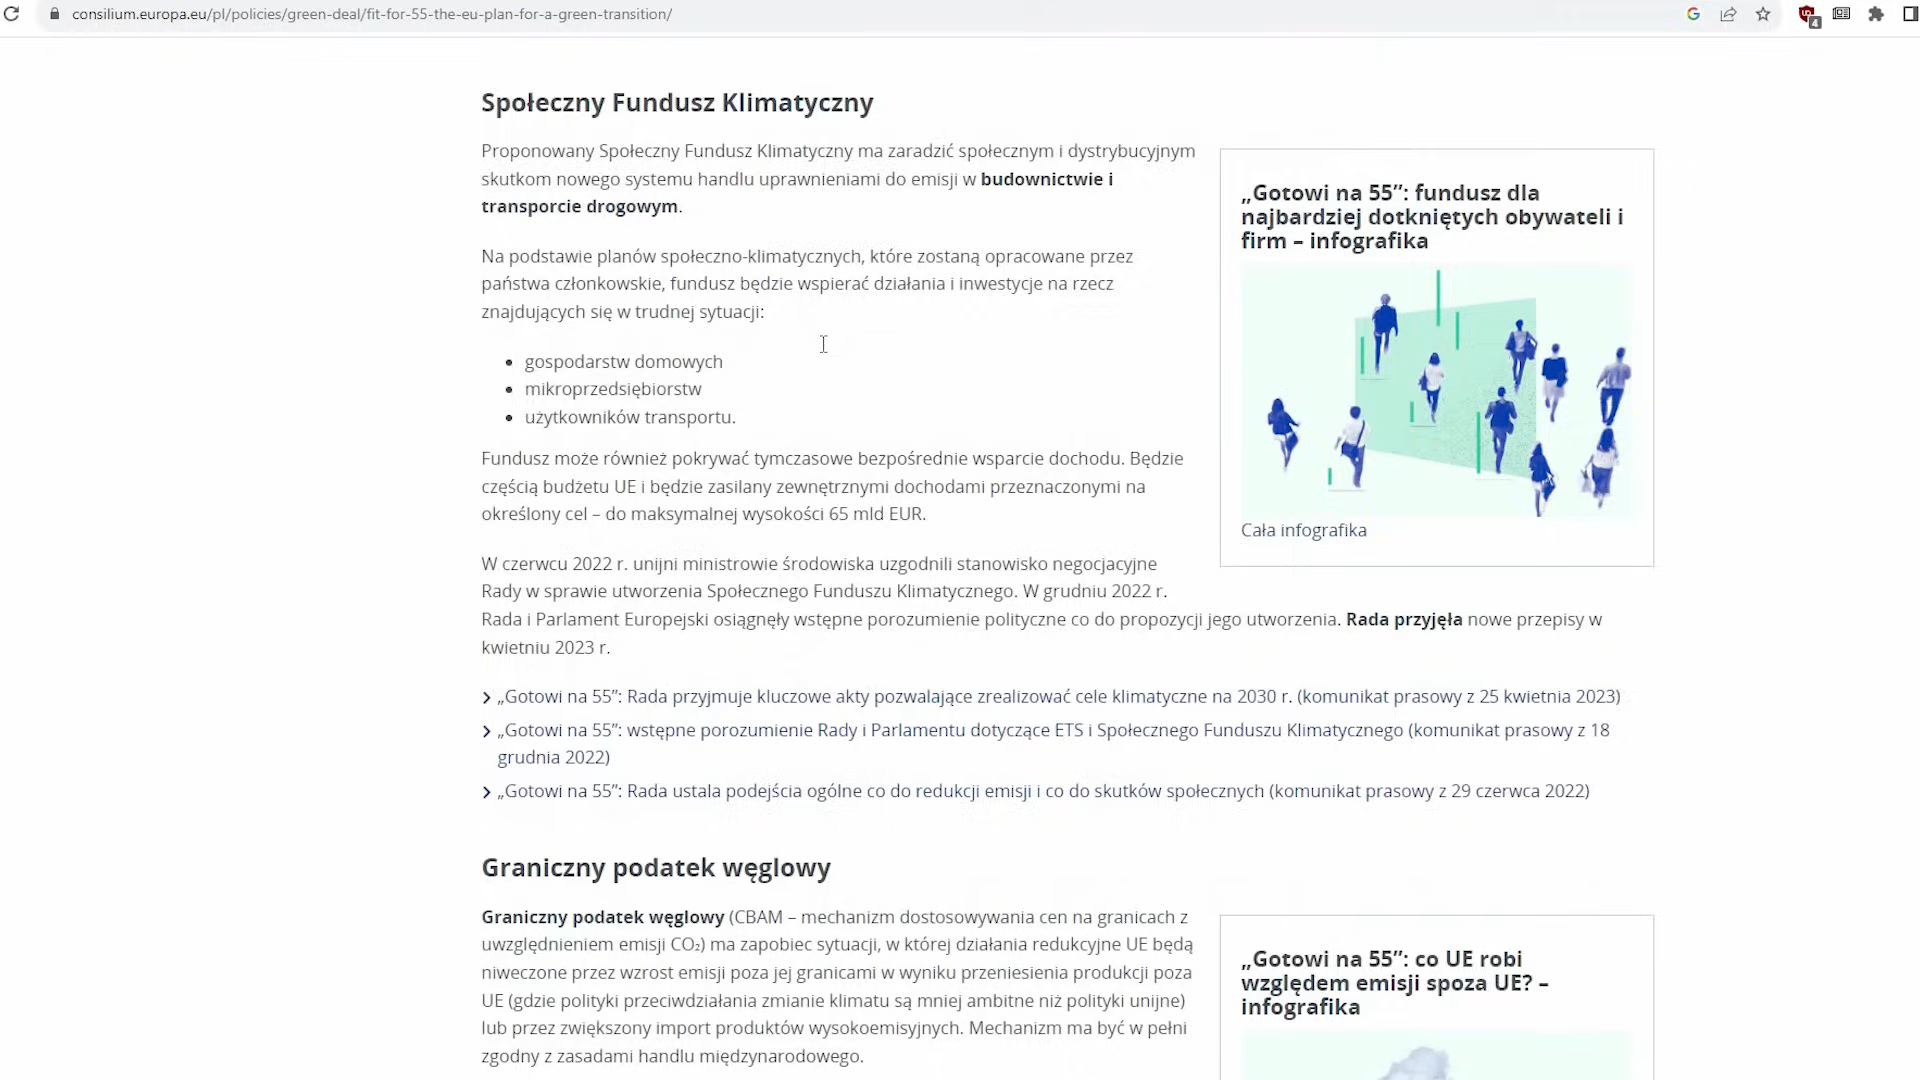 consilium.europa.eu/pl/policies/green-deal/fit-for-55-the-eu-plan-for-a-green-transition/
4
Społeczny Fundusz Klimatyczny
Proponowany Społeczny Fundusz Klimatyczny ma zaradzić społecznym i dystrybucyjnym
skutkom nowego systemu handlu uprawnieniami do emisji w budownictwie i
transporcie drogowym.
Na podstawie planów społeczno-klimatycznych, które zostaną opracowane przez
państwa członkowskie, fundusz będzie wspierać działania i inwestycje na rzecz
znajdujących się w trudnej sytuacji:
• gospodarstw domowych
• mikroprzedsiębiorstw
• użytkowników transportu.
Fundusz może również pokrywać tymczasowe bezpośrednie wsparcie dochodu. Będzie
częścią budżetu UE i będzie zasilany zewnętrznymi dochodami przeznaczonymi na
określony cel – do maksymalnej wysokości 65 mld EUR.
W czerwcu 2022 r. unijni ministrowie środowiska uzgodnili stanowisko negocjacyjne
Rady w sprawie utworzenia Społecznego Funduszu Klimatycznego. W grudniu 2022 r.
Rada i Parlament Europejski osiągnęły wstępne porozumienie polityczne co do propozycji jego utworzenia. Rada przyjęła nowe przepisy w
kwietniu 2023 r.
„Gotowi na 55”: fundusz dla
najbardziej dotkniętych obywateli i
firm – infografika
Cała infografika
„Gotowi na 55”: Rada przyjmuje kluczowe akty pozwalające zrealizować cele klimatyczne na 2030 r. (komunikat prasowy z 25 kwietnia 2023)
„Gotowi na 55”: wstępne porozumienie Rady i Parlamentu dotyczące ETS i Społecznego Funduszu Klimatycznego (komunikat prasowy z 18
grudnia 2022)
„Gotowi na 55”: Rada ustala podejścia ogólne co do redukcji emisji i co do skutków społecznych (komunikat prasowy z 29 czerwca 2022)
Graniczny podatek węglowy
Graniczny podatek węglowy (CBAM – mechanizm dostosowywania cen na granicach z
uwzględnieniem emisji CO₂) ma zapobiec sytuacji, w której działania redukcyjne UE będą
niweczone przez wzrost emisji poza jej granicami w wyniku przeniesienia produkcji poza
UE (gdzie polityki przeciwdziałania zmianie klimatu są mniej ambitne niż polityki unijne)
lub przez zwiększony import produktów wysokoemisyjnych. Mechanizm ma być w pełni
zgodny z zasadami handlu międzynarodowego.
„Gotowi na 55”: co UE robi
względem emisji spoza UE? –
infografika